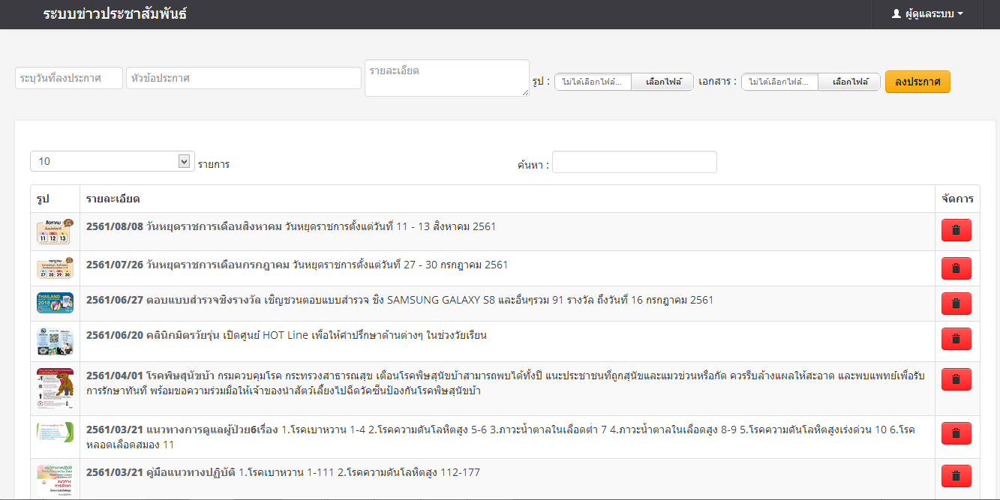 ระบบข่าวประชาสัมพันธ์
ผู้ดูแลระบบ
ระบุวันที่ลงประกาศ
หัวข้อประกาศ
รายละเอียด
รูป :
ไม่ได้เลือกไฟล์...
เลือกไฟล์
เอกสาร :
ไม่ได้เลือกไฟล์...
เลือกไฟล์
ลงประกาศ
10
รายการ
ค้นหา :
รูป
รายละเอียด
จัดการ
สิงหาคม
11 12 13
2561/08/08 วันหยุดราชการเดือนสิงหาคม วันหยุดราชการตั้งแต่วันที่ 11 - 13 สิงหาคม 2561
กรกฎาคม
27 28 29 30
2561/07/26 วันหยุดราชการเดือนกรกฎาคม วันหยุดราชการตั้งแต่วันที่ 27 - 30 กรกฎาคม 2561
THAILAND
2018
2561/06/27 ตอบแบบสำรวจชิงรางวัล เชิญชวนตอบแบบสำรวจ ชิง SAMSUNG GALAXY S8 และอื่นๆรวม 91 รางวัล ถึงวันที่ 16 กรกฎาคม 2561
2561/06/20 คลินิกมิตรวัยรุ่น เปิดศูนย์ HOT Line เพื่อให้คำปรึกษาด้านต่างๆ ในช่วงวัยเรียน
2561/04/01 โรคพิษสุนัขบ้า กรมควบคุมโรค กระทรวงสาธารณสุข เตือนโรคพิษสุนัขบ้าสามารถพบได้ทั้งปี แนะประชาชนที่ถูกสุนัขและแมวข่วนหรือกัด ควรรีบล้างแผลให้สะอาด และพบแพทย์เพื่อรับ
การรักษาทันที พร้อมขอความร่วมมือให้เจ้าของนำสัตว์เลี้ยงไปฉีดวัคซีนป้องกันโรคพิษสุนัขบ้า
2561/03/21 แนวทางการดูแลผู้ป่วย6เรื่อง 1.โรคเบาหวาน 1-4 2.โรคความดันโลหิตสูง 5-6 3.ภาวะน้ำตาลในเลือดต่ำ 7 4.ภาวะน้ำตาลในเลือดสูง 8-9 5.โรคความดันโลหิตสูงเร่งด่วน 10 6.โรค
หลอดเลือดสมอง 11
แนวทาง
การรักษา
2561/03/21 คู่มือแนวทางปฏิบัติ 1.โรคเบาหวาน 1-111 2.โรคความดันโลหิตสูง 112-177